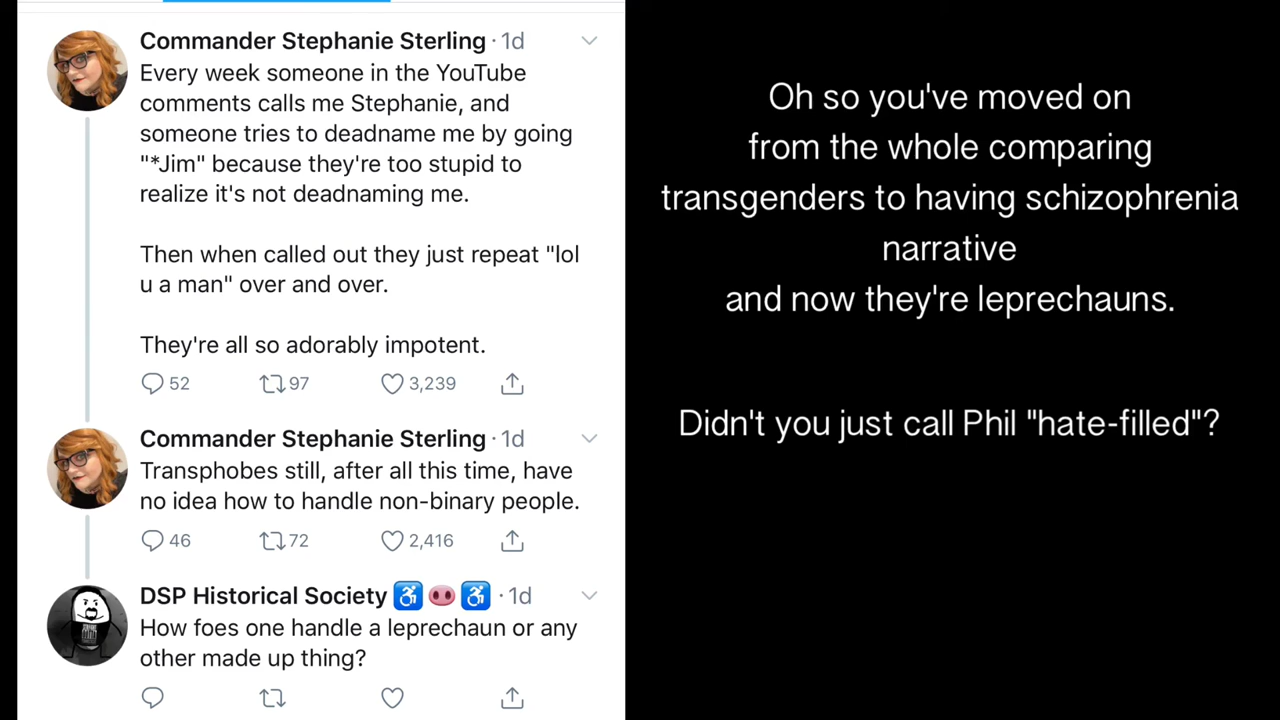 Commander Stephanie Sterling · 1d
Every week someone in the YouTube
comments calls me Stephanie, and
someone tries to deadname me by going
"*Jim" because they're too stupid to
realize it's not deadnaming me.
Then when called out they just repeat "lol
u a man" over and over.
They're all so adorably impotent.
52 97 3,239
Commander Stephanie Sterling · 1d
Transphobes still, after all this time, have
no idea how to handle non-binary people.
46 72 2,416
DSP Historical Society ♿🐽♿ · 1d
How foes one handle a leprechaun or any
other made up thing?
Oh so you've moved on
from the whole comparing
transgenders to having schizophrenia
narrative
and now they're leprechauns.
Didn't you just call Phil "hate-filled"?